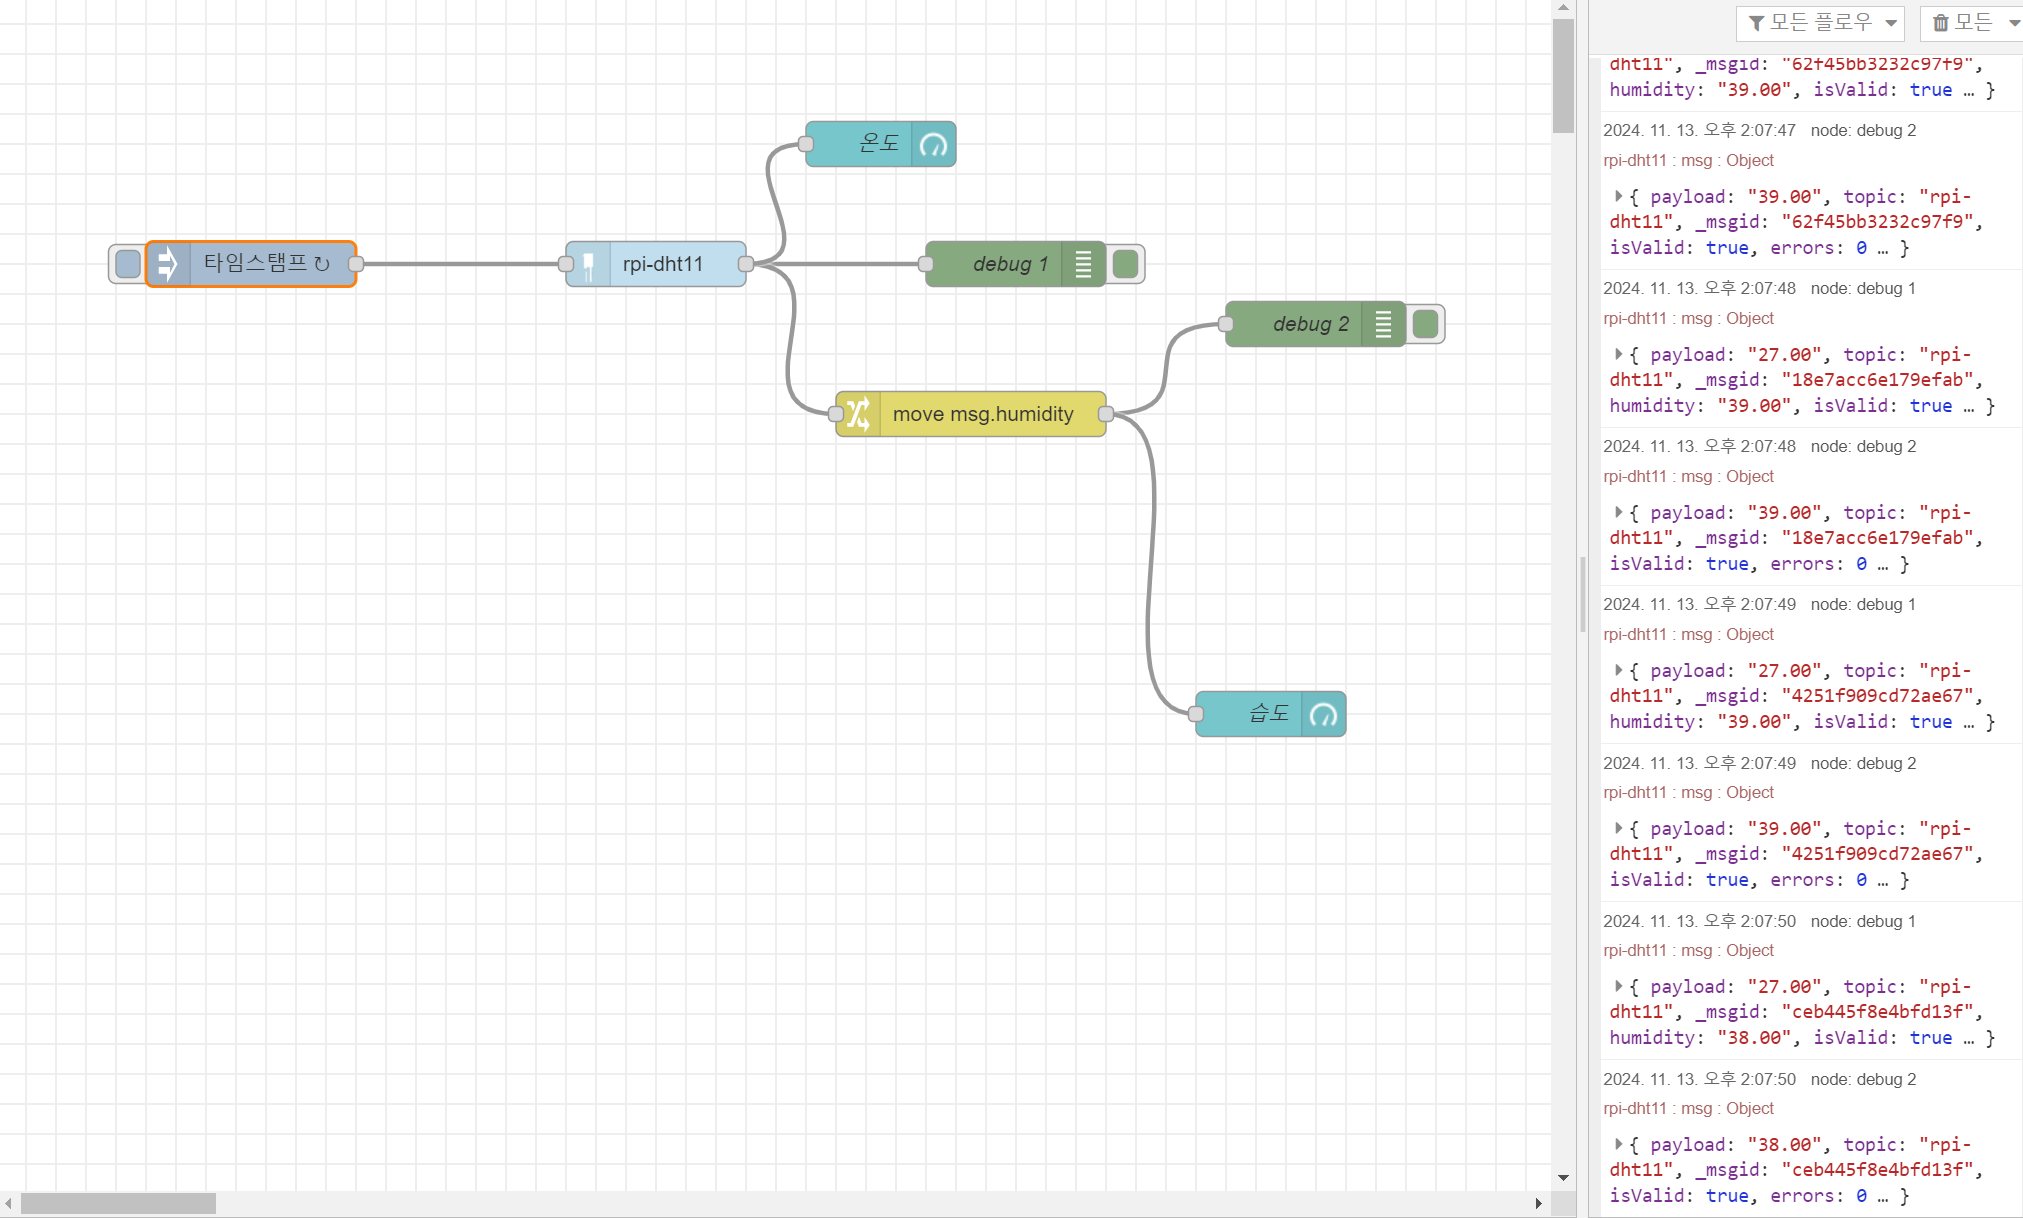 온도
타임스탬프 ↻
rpi-dht11
debug 1
debug 2
move msg.humidity
습도
모든 플로우
모든
dht11", _msgid: "62f45bb3232c97f9",
humidity: "39.00", isValid: true … }
2024. 11. 13. 오후 2:07:47 node: debug 2
rpi-dht11 : msg : Object
{ payload: "39.00", topic: "rpi-
dht11", _msgid: "62f45bb3232c97f9",
isValid: true, errors: 0 … }
2024. 11. 13. 오후 2:07:48 node: debug 1
rpi-dht11 : msg : Object
{ payload: "27.00", topic: "rpi-
dht11", _msgid: "18e7acc6e179efab",
humidity: "39.00", isValid: true … }
2024. 11. 13. 오후 2:07:48 node: debug 2
rpi-dht11 : msg : Object
{ payload: "39.00", topic: "rpi-
dht11", _msgid: "18e7acc6e179efab",
isValid: true, errors: 0 … }
2024. 11. 13. 오후 2:07:49 node: debug 1
rpi-dht11 : msg : Object
{ payload: "27.00", topic: "rpi-
dht11", _msgid: "4251f909cd72ae67",
humidity: "39.00", isValid: true … }
2024. 11. 13. 오후 2:07:49 node: debug 2
rpi-dht11 : msg : Object
{ payload: "39.00", topic: "rpi-
dht11", _msgid: "4251f909cd72ae67",
isValid: true, errors: 0 … }
2024. 11. 13. 오후 2:07:50 node: debug 1
rpi-dht11 : msg : Object
{ payload: "27.00", topic: "rpi-
dht11", _msgid: "ceb445f8e4bfd13f",
humidity: "38.00", isValid: true … }
2024. 11. 13. 오후 2:07:50 node: debug 2
rpi-dht11 : msg : Object
{ payload: "38.00", topic: "rpi-
dht11", _msgid: "ceb445f8e4bfd13f",
isValid: true, errors: 0 … }